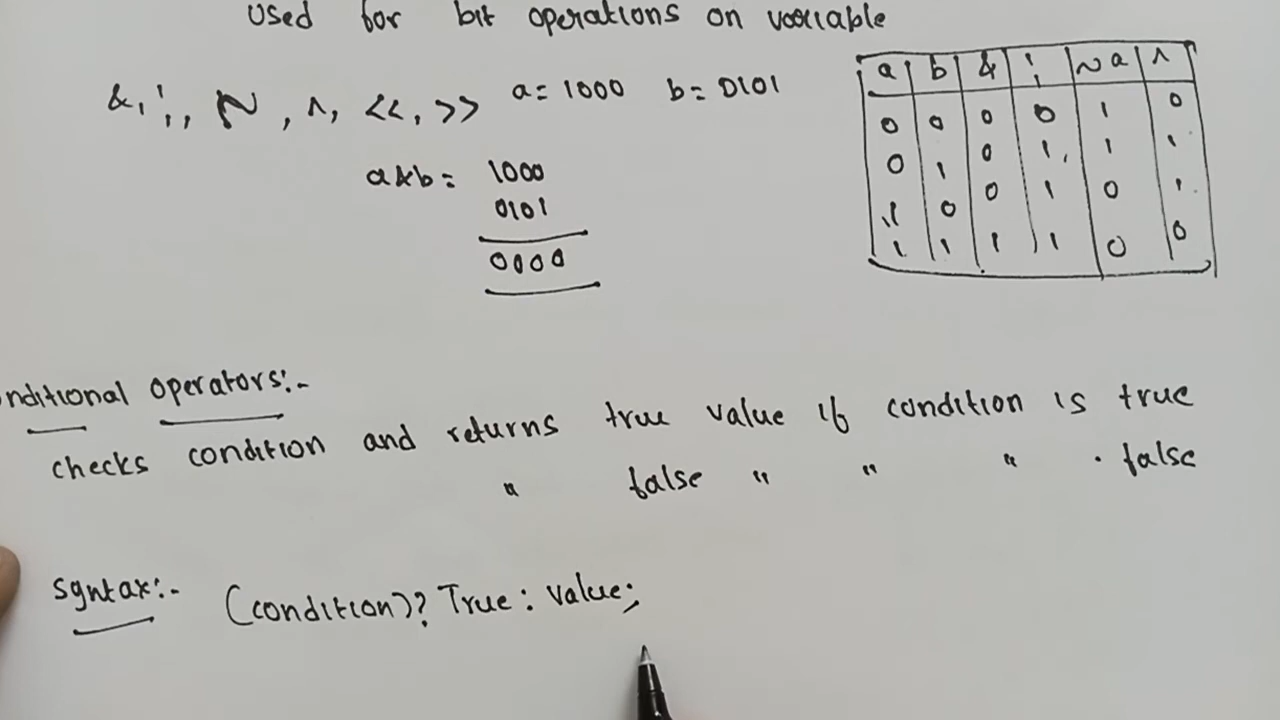 Used for bit operations on variable
&, ¦, ~, ^, <<, >> a = 1000 b = 0101
a&b = 1000
0101
0000
a b & ¦ ~a ^
0 0 0 0 1 0
0 1 0 1 1 1
1 0 0 1 0 1
1 1 1 1 0 0
nditional operators:-
checks condition and returns true value if condition is true
" false " " " . false
syntax:- (condition)? True : value;